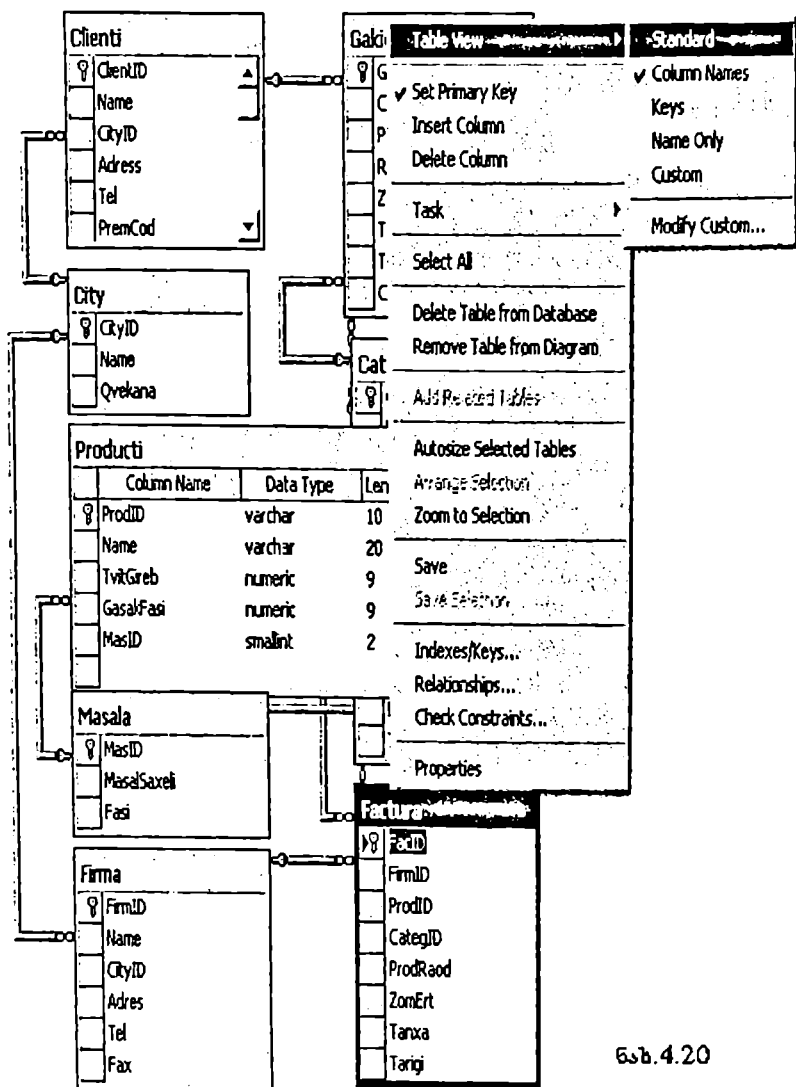 Clienti
ClientID
Name
CityID
Adress
Tel
PremCod
City
CityID
Name
Qvekana
Producti
Column Name Data Type Len
ProdID varchar 10
Name varchar 20
TvitGireb numeric 9
GasakFasi numeric 9
MasID smallint 2
Masala
MasID
MasalSaxeli
Fasi
Firma
FirmID
Name
CityID
Adres
Tel
Fax
Gaki
G
C
P
R
Z
T
T
C
Cat
Table View
Set Primary Key
Insert Column
Delete Column
Task
Select All
Delete Table from Database
Remove Table from Diagram
Add Related Tables
Autosize Selected Tables
Arrange Selection
Zoom to Selection
Save
Save Selection
Indexes/Keys...
Relationships...
Check Constraints...
Properties
Standard
Column Names
Keys
Name Only
Custom
Modify Custom...
Factura
FacID
FirmID
ProdID
CategID
ProdRaod
ZomErt
Tanxa
Tarigi
ნახ.4.20